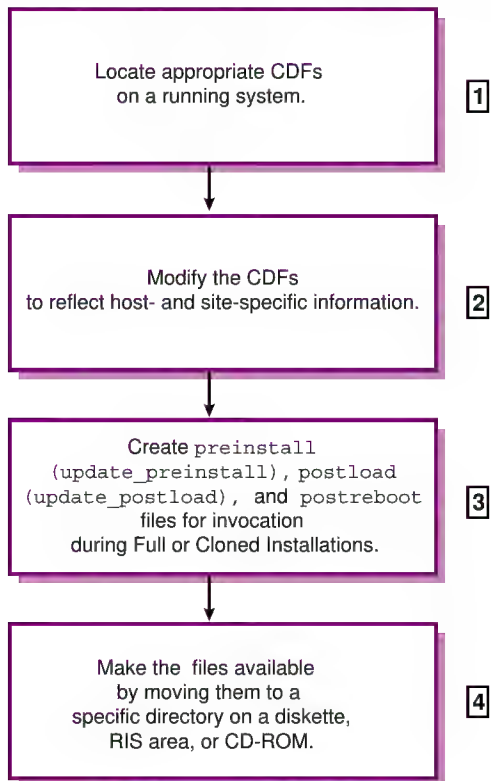 Locate appropriate CDFs
on a running system.
1
Modify the CDFs
to reflect host- and site-specific information.
2
Create preinstall
(update_preinstall), postload
(update_postload), and postreboot
files for invocation
during Full or Cloned Installations.
3
Make the files available
by moving them to a
specific directory on a diskette,
RIS area, or CD-ROM.
4